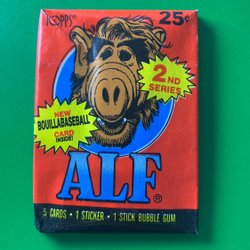 TOPPS
25¢
2ND
SERIES
NEW
BOUILLABASEBALL
CARD
INSIDE!
ALF
®
5 CARDS • 1 STICKER • 1 STICK BUBBLE GUM